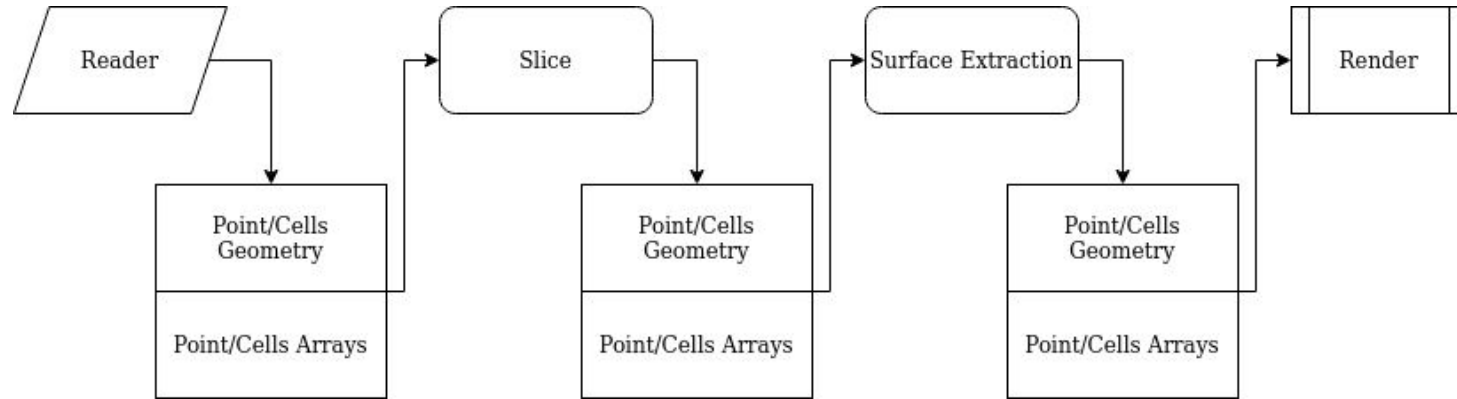 Reader
Slice
Surface Extraction
Render
Point/Cells
Geometry
Point/Cells Arrays
Point/Cells
Geometry
Point/Cells Arrays
Point/Cells
Geometry
Point/Cells Arrays